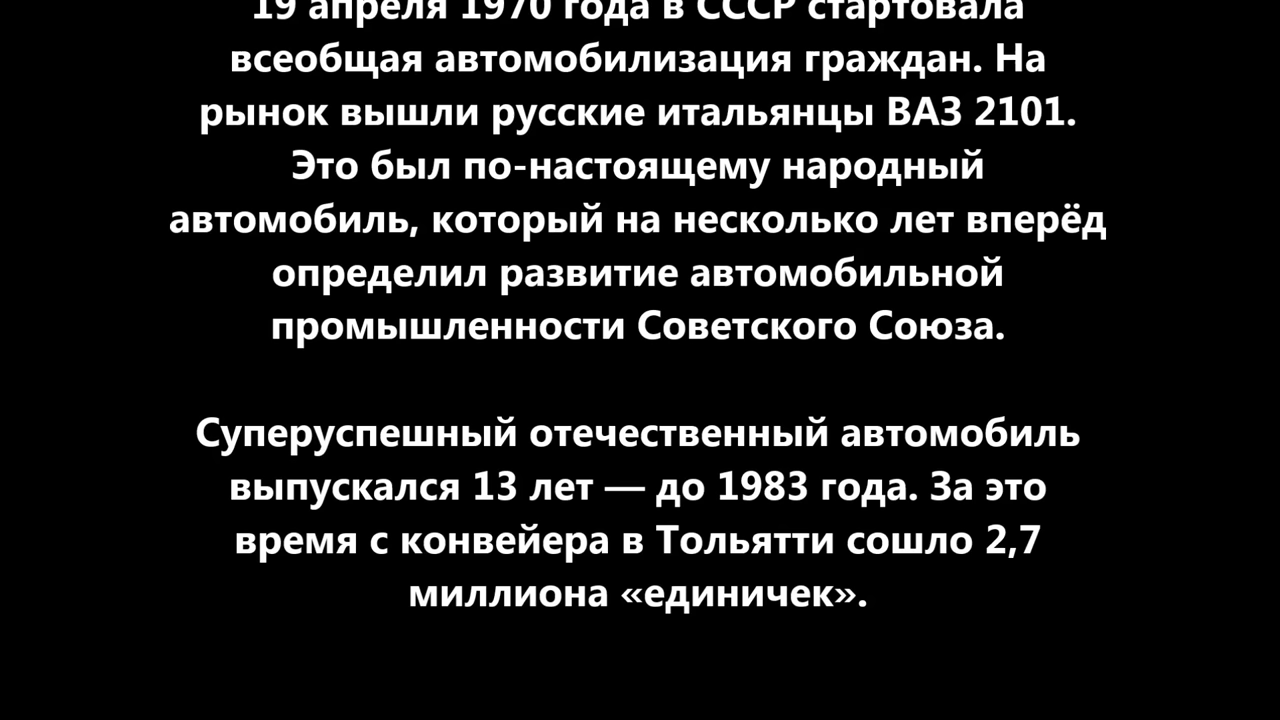 19 апреля 1970 года в СССР стартовала
всеобщая автомобилизация граждан. На
рынок вышли русские итальянцы ВАЗ 2101.
Это был по-настоящему народный
автомобиль, который на несколько лет вперёд
определил развитие автомобильной
промышленности Советского Союза.
Суперуспешный отечественный автомобиль
выпускался 13 лет — до 1983 года. За это
время с конвейера в Тольятти сошло 2,7
миллиона «единичек».